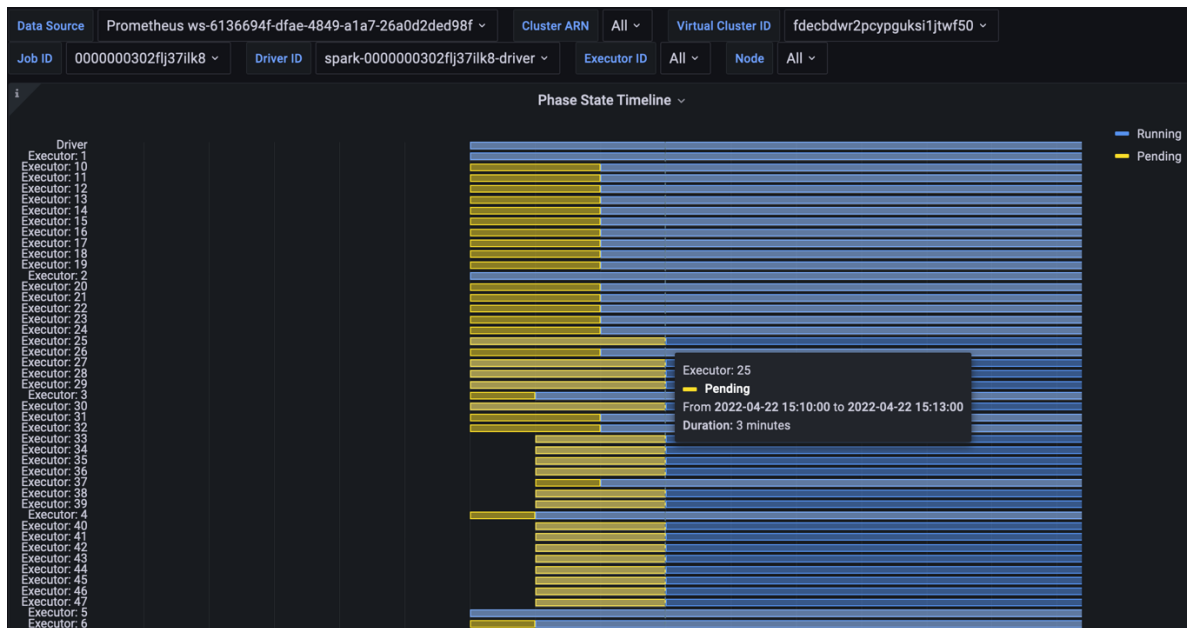 Data Source Prometheus ws-6136694f-dfae-4849-a1a7-26a0d2ded98f Cluster ARN All Virtual Cluster ID fdecbdwr2pcypguksi1jtwf50
Job ID 0000000302flj37ilk8 Driver ID spark-0000000302flj37ilk8-driver Executor ID All Node All
i
Phase State Timeline
Running
Pending
Driver
Executor: 1
Executor: 10
Executor: 11
Executor: 12
Executor: 13
Executor: 14
Executor: 15
Executor: 16
Executor: 17
Executor: 18
Executor: 19
Executor: 2
Executor: 20
Executor: 21
Executor: 22
Executor: 23
Executor: 24
Executor: 25
Executor: 26
Executor: 27
Executor: 28
Executor: 29
Executor: 3
Executor: 30
Executor: 31
Executor: 32
Executor: 33
Executor: 34
Executor: 35
Executor: 36
Executor: 37
Executor: 38
Executor: 39
Executor: 4
Executor: 40
Executor: 41
Executor: 42
Executor: 43
Executor: 44
Executor: 45
Executor: 46
Executor: 47
Executor: 5
Executor: 6
Executor: 25
Pending
From 2022-04-22 15:10:00 to 2022-04-22 15:13:00
Duration: 3 minutes